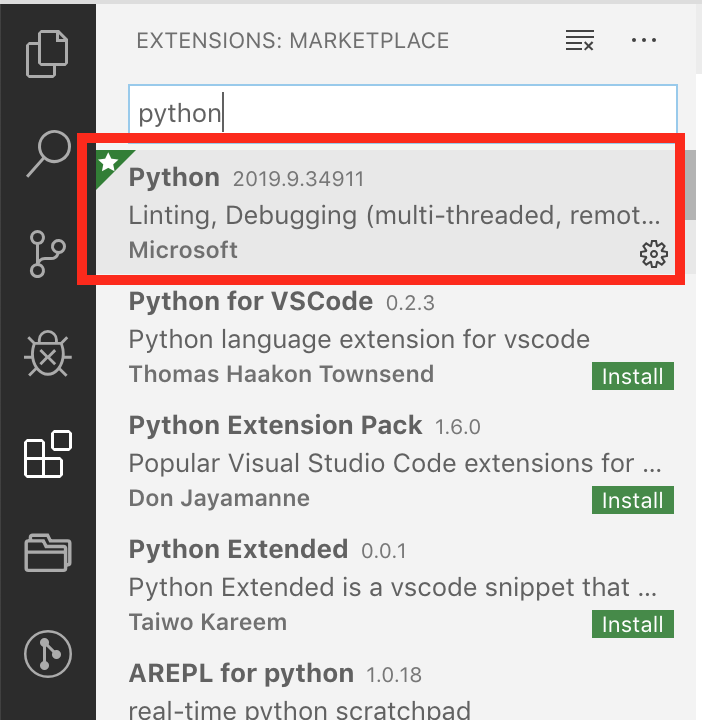 EXTENSIONS: MARKETPLACE
python
Python 2019.9.34911
Linting, Debugging (multi-threaded, remot...
Microsoft
Python for VSCode 0.2.3
Python language extension for vscode
Thomas Haakon Townsend Install
Python Extension Pack 1.6.0
Popular Visual Studio Code extensions for ...
Don Jayamanne Install
Python Extended 0.0.1
Python Extended is a vscode snippet that ...
Taiwo Kareem Install
AREPL for python 1.0.18
real-time python scratchpad